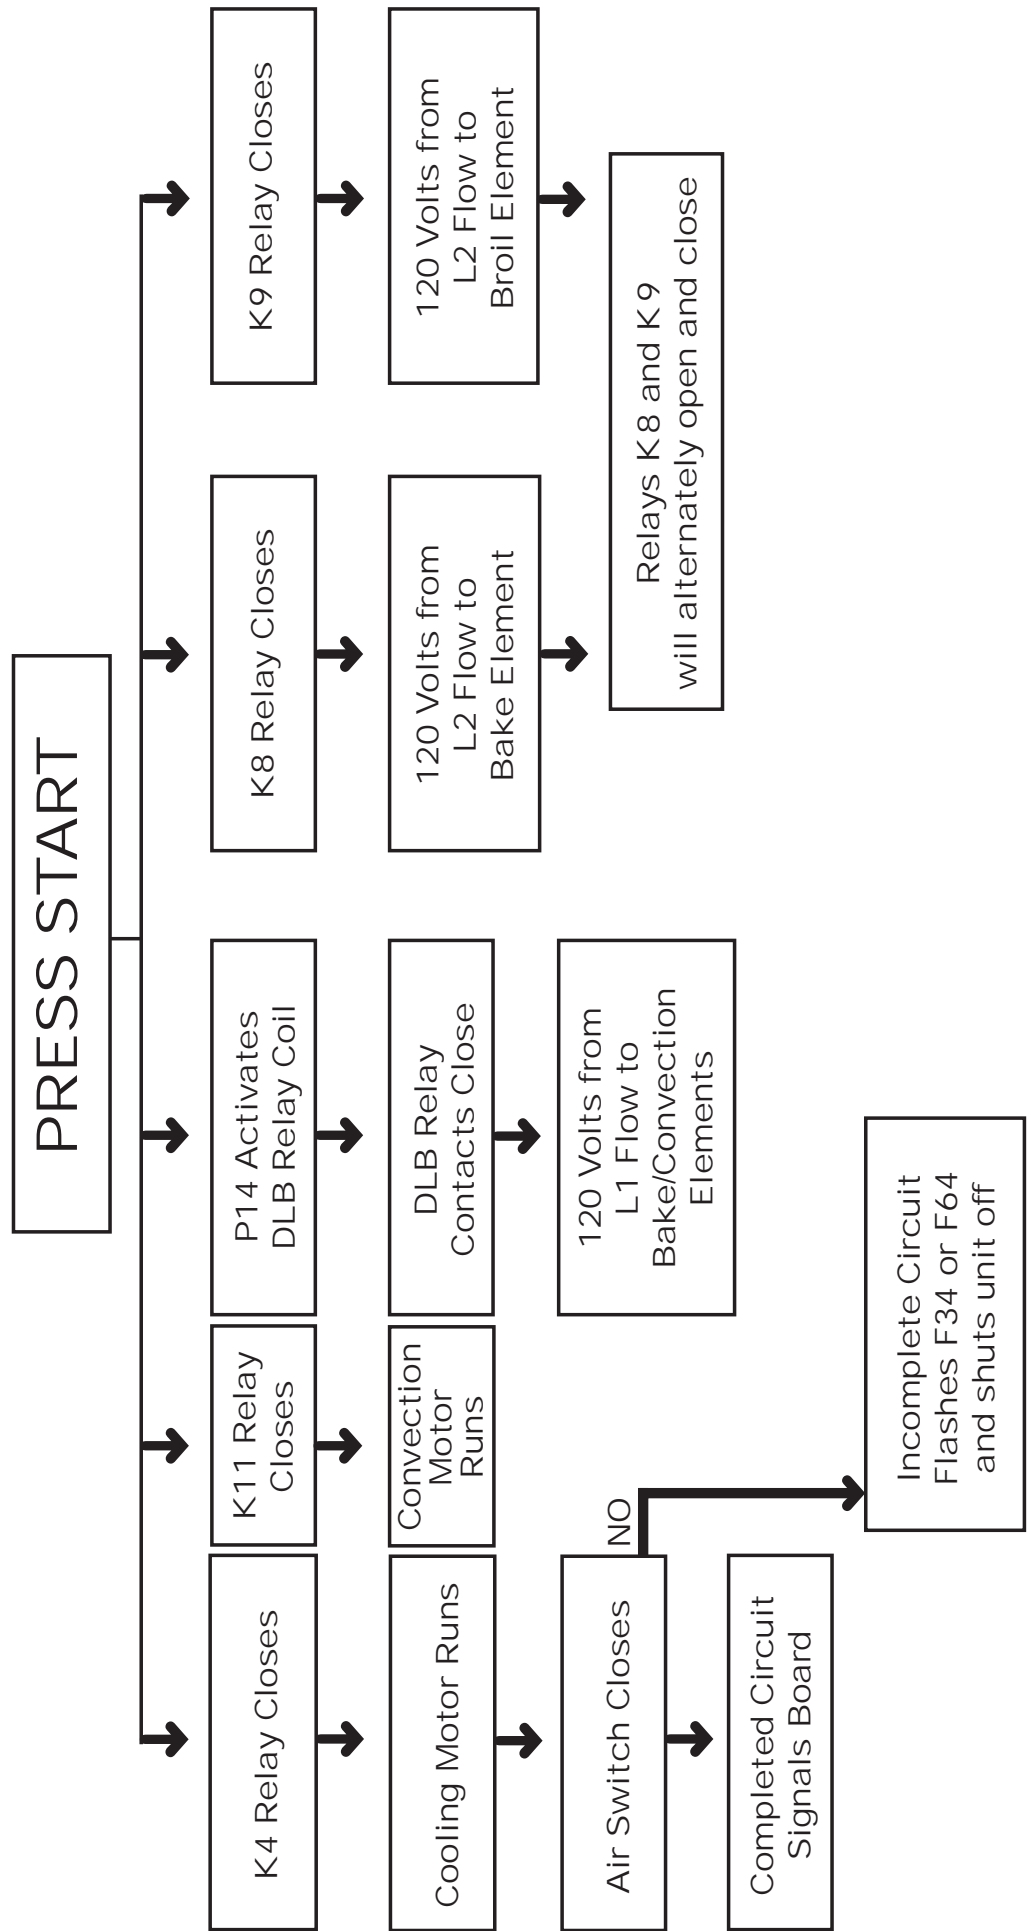 PRESS START
K4 Relay Closes
Cooling Motor Runs
Air Switch Closes
NO
Completed Circuit
Signals Board
Incomplete Circuit
Flashes F34 or F64
and shuts unit off
K11 Relay
Closes
Convection
Motor
Runs
P14 Activates
DLB Relay Coil
DLB Relay
Contacts Close
120 Volts from
L1 Flow to
Bake/Convection
Elements
K8 Relay Closes
120 Volts from
L2 Flow to
Bake Element
K9 Relay Closes
120 Volts from
L2 Flow to
Broil Element
Relays K8 and K9
will alternately open and close